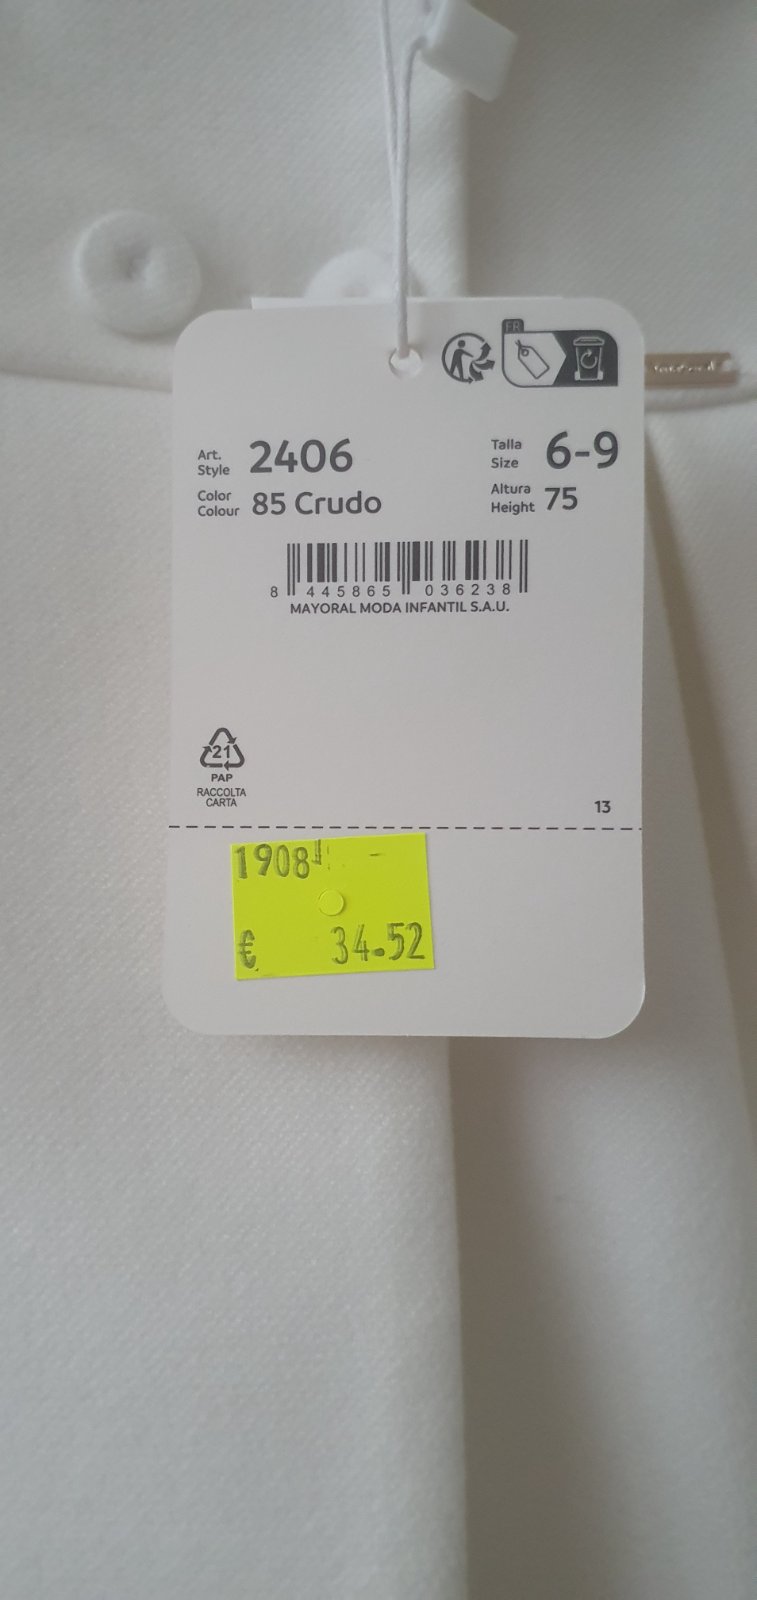 FR
Art.
Style
2406
Talla
Size
6-9
Color
Colour
85 Crudo
Altura
Height
75
8 445865 036238
MAYORAL MODA INFANTIL S.A.U.
21
PAP
RACCOLTA
CARTA
13
1908
€ 34.52